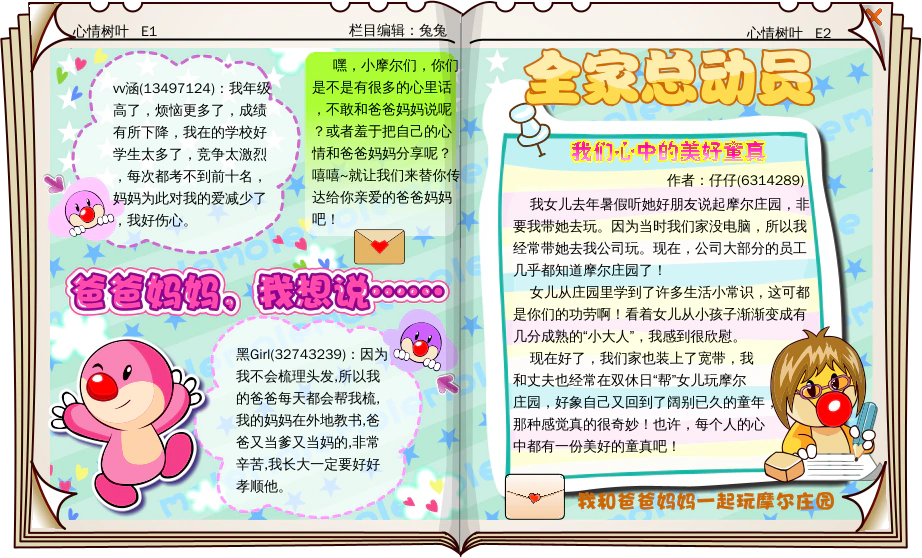 心情树叶 E1
栏目编辑：兔兔
vv涵(13497124)：我年级
高了，烦恼更多了，成绩
有所下降，我在的学校好
学生太多了，竞争太激烈
，每次都考不到前十名，
妈妈为此对我的爱减少了
，我好伤心。
嘿，小摩尔们，你们
是不是有很多的心里话
，不敢和爸爸妈妈说呢
？或者羞于把自己的心
情和爸爸妈妈分享呢？
嘻嘻~就让我们来替你传
达给你亲爱的爸爸妈妈
吧！
爸爸妈妈，我想说……
黑Girl(32743239)：因为
我不会梳理头发,所以我
的爸爸每天都会帮我梳,
我的妈妈在外地教书,爸
爸又当爹又当妈的,非常
辛苦,我长大一定要好好
孝顺他。
心情树叶 E2
全家总动员
我们心中的美好童真
作者：仔仔(6314289)
我女儿去年暑假听她好朋友说起摩尔庄园，非
要我带她去玩。因为当时我们家没电脑，所以我
经常带她去我公司玩。现在，公司大部分的员工
几乎都知道摩尔庄园了！
女儿从庄园里学到了许多生活小常识，这可都
是你们的功劳啊！看着女儿从小孩子渐渐变成有
几分成熟的“小大人”，我感到很欣慰。
现在好了，我们家也装上了宽带，我
和丈夫也经常在双休日“帮”女儿玩摩尔
庄园，好象自己又回到了阔别已久的童年，
那种感觉真的很奇妙！也许，每个人的心
中都有一份美好的童真吧！
我和爸爸妈妈一起玩摩尔庄园